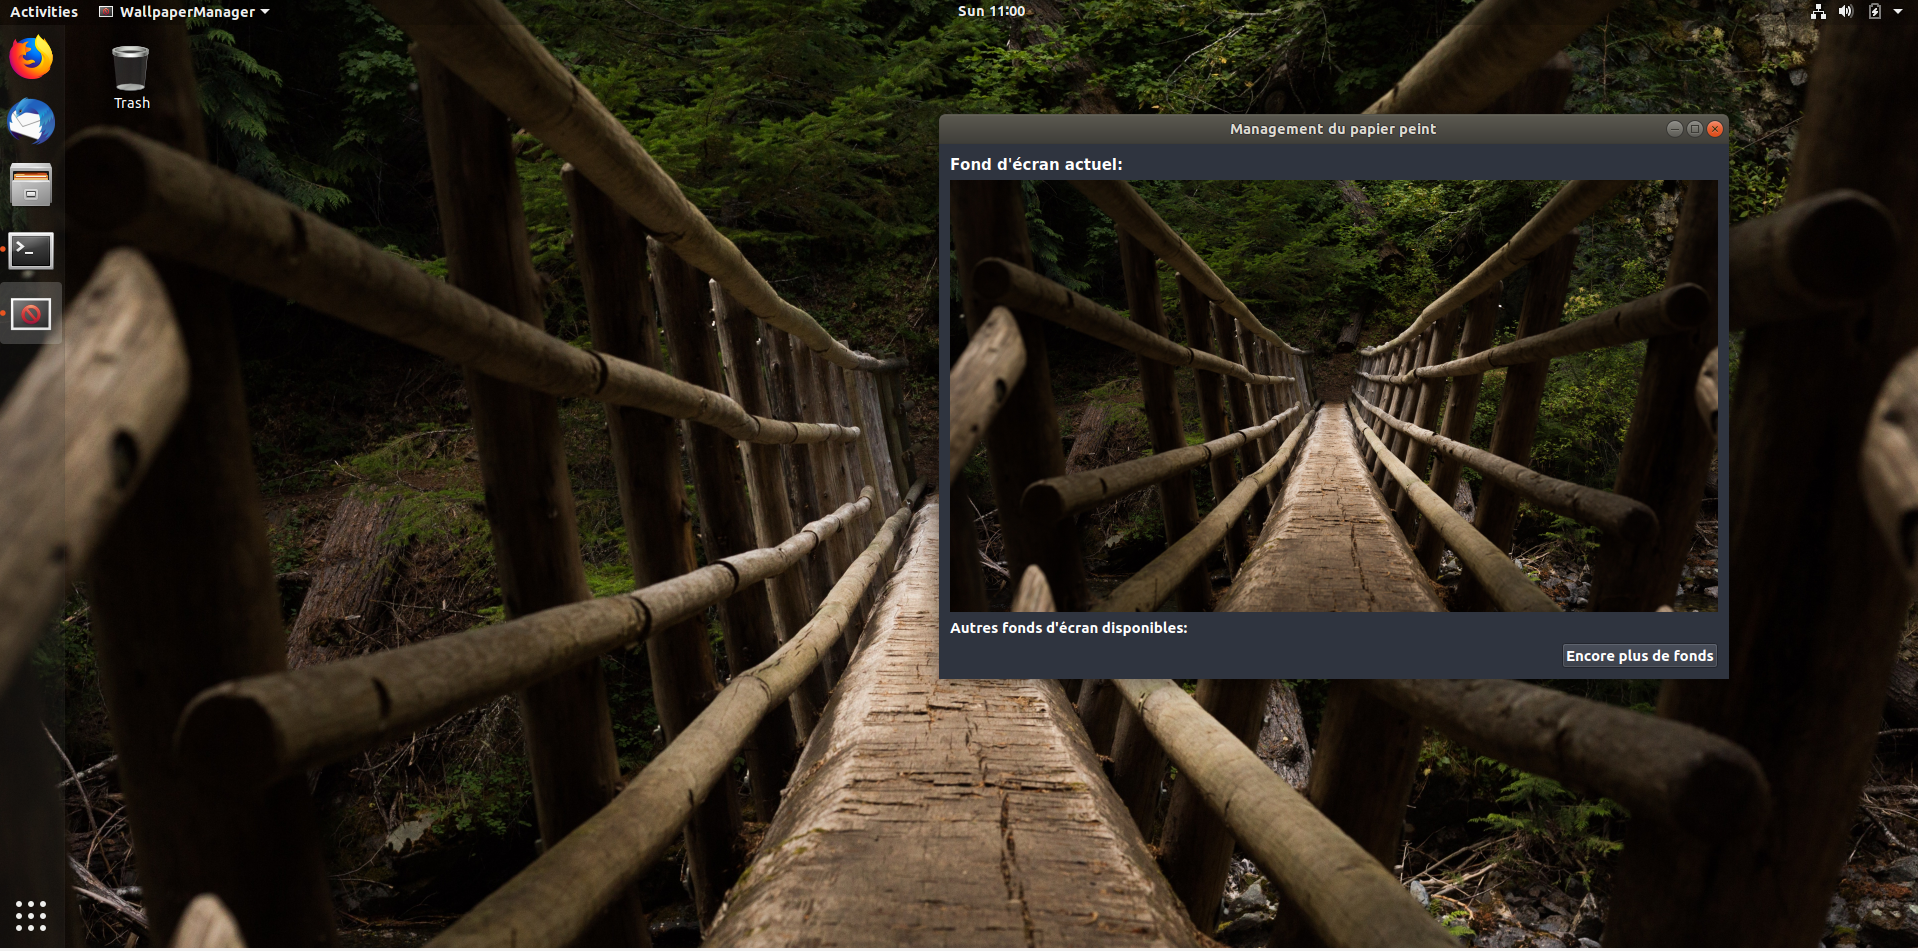 Activities
WallpaperManager
Sun 11:00
Trash
Management du papier peint
Fond d'écran actuel:
Autres fonds d'écran disponibles:
Encore plus de fonds